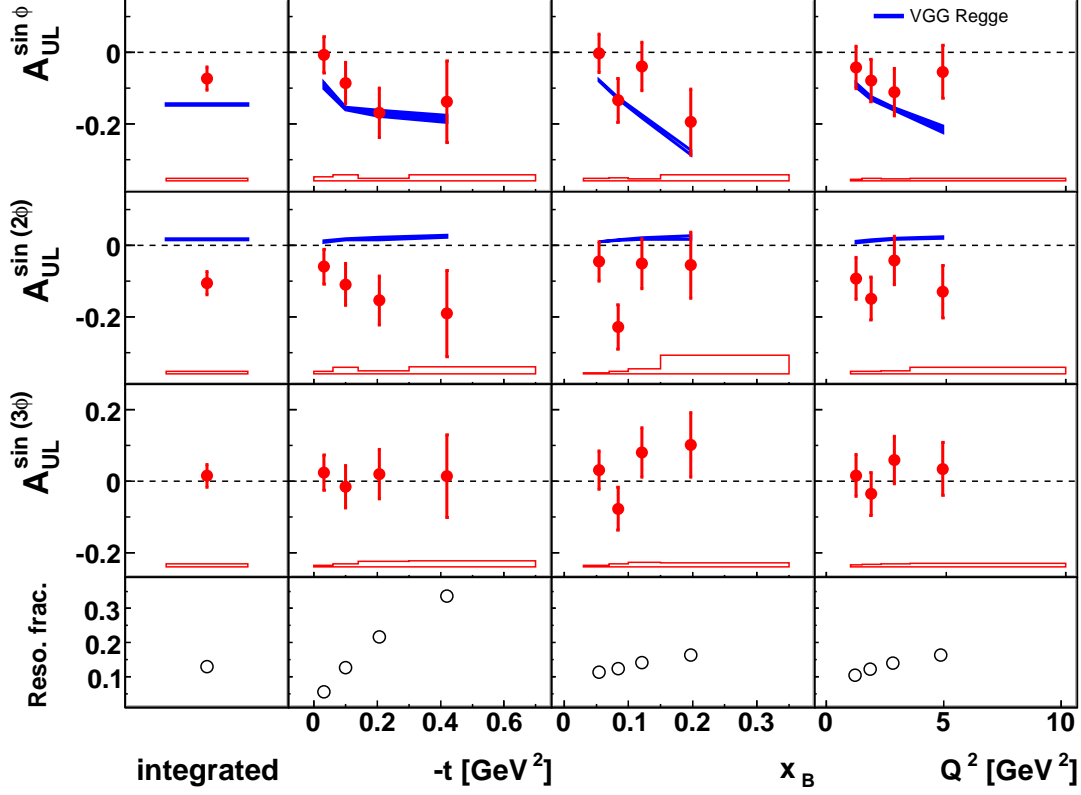 A_UL^sin ϕ
0
-0.2
VGG Regge
A_UL^sin (2ϕ)
0
-0.2
A_UL^sin (3ϕ)
0.2
0
-0.2
Reso. frac.
0.3
0.2
0.1
0 0.2 0.4 0.6
0 0.1 0.2 0.3
0 5 10
integrated
-t [GeV²]
x_B
Q² [GeV²]